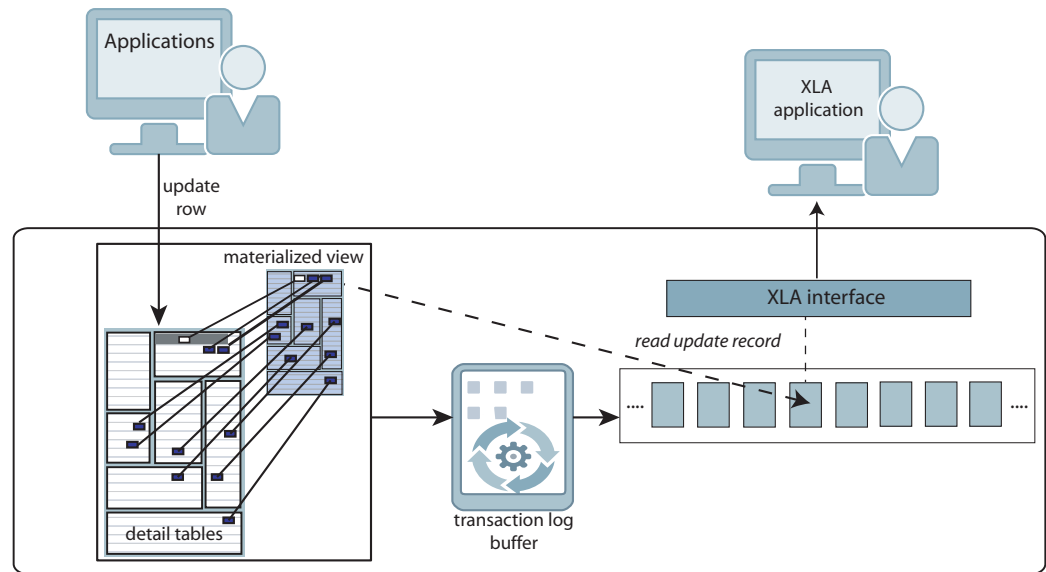 Applications
XLA
application
update
row
materialized view
XLA interface
read update record
....
....
detail tables
transaction log
buffer